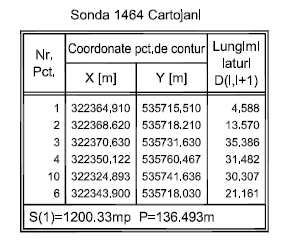 Sonda 1464 Cartojani
Nr. Pct. Coordonate pct.de contur Lungimi laturi D(i,i+1)
X [m] Y [m]
1 322364.910 535715.510 4.588
2 322368.620 535718.210 13.570
3 322370.630 535731.630 35.386
4 322350.122 535760.467 31.482
10 322324.893 535741.636 30.307
6 322343.900 535718.030 21.161
S(1)=1200.33mp P=136.493m